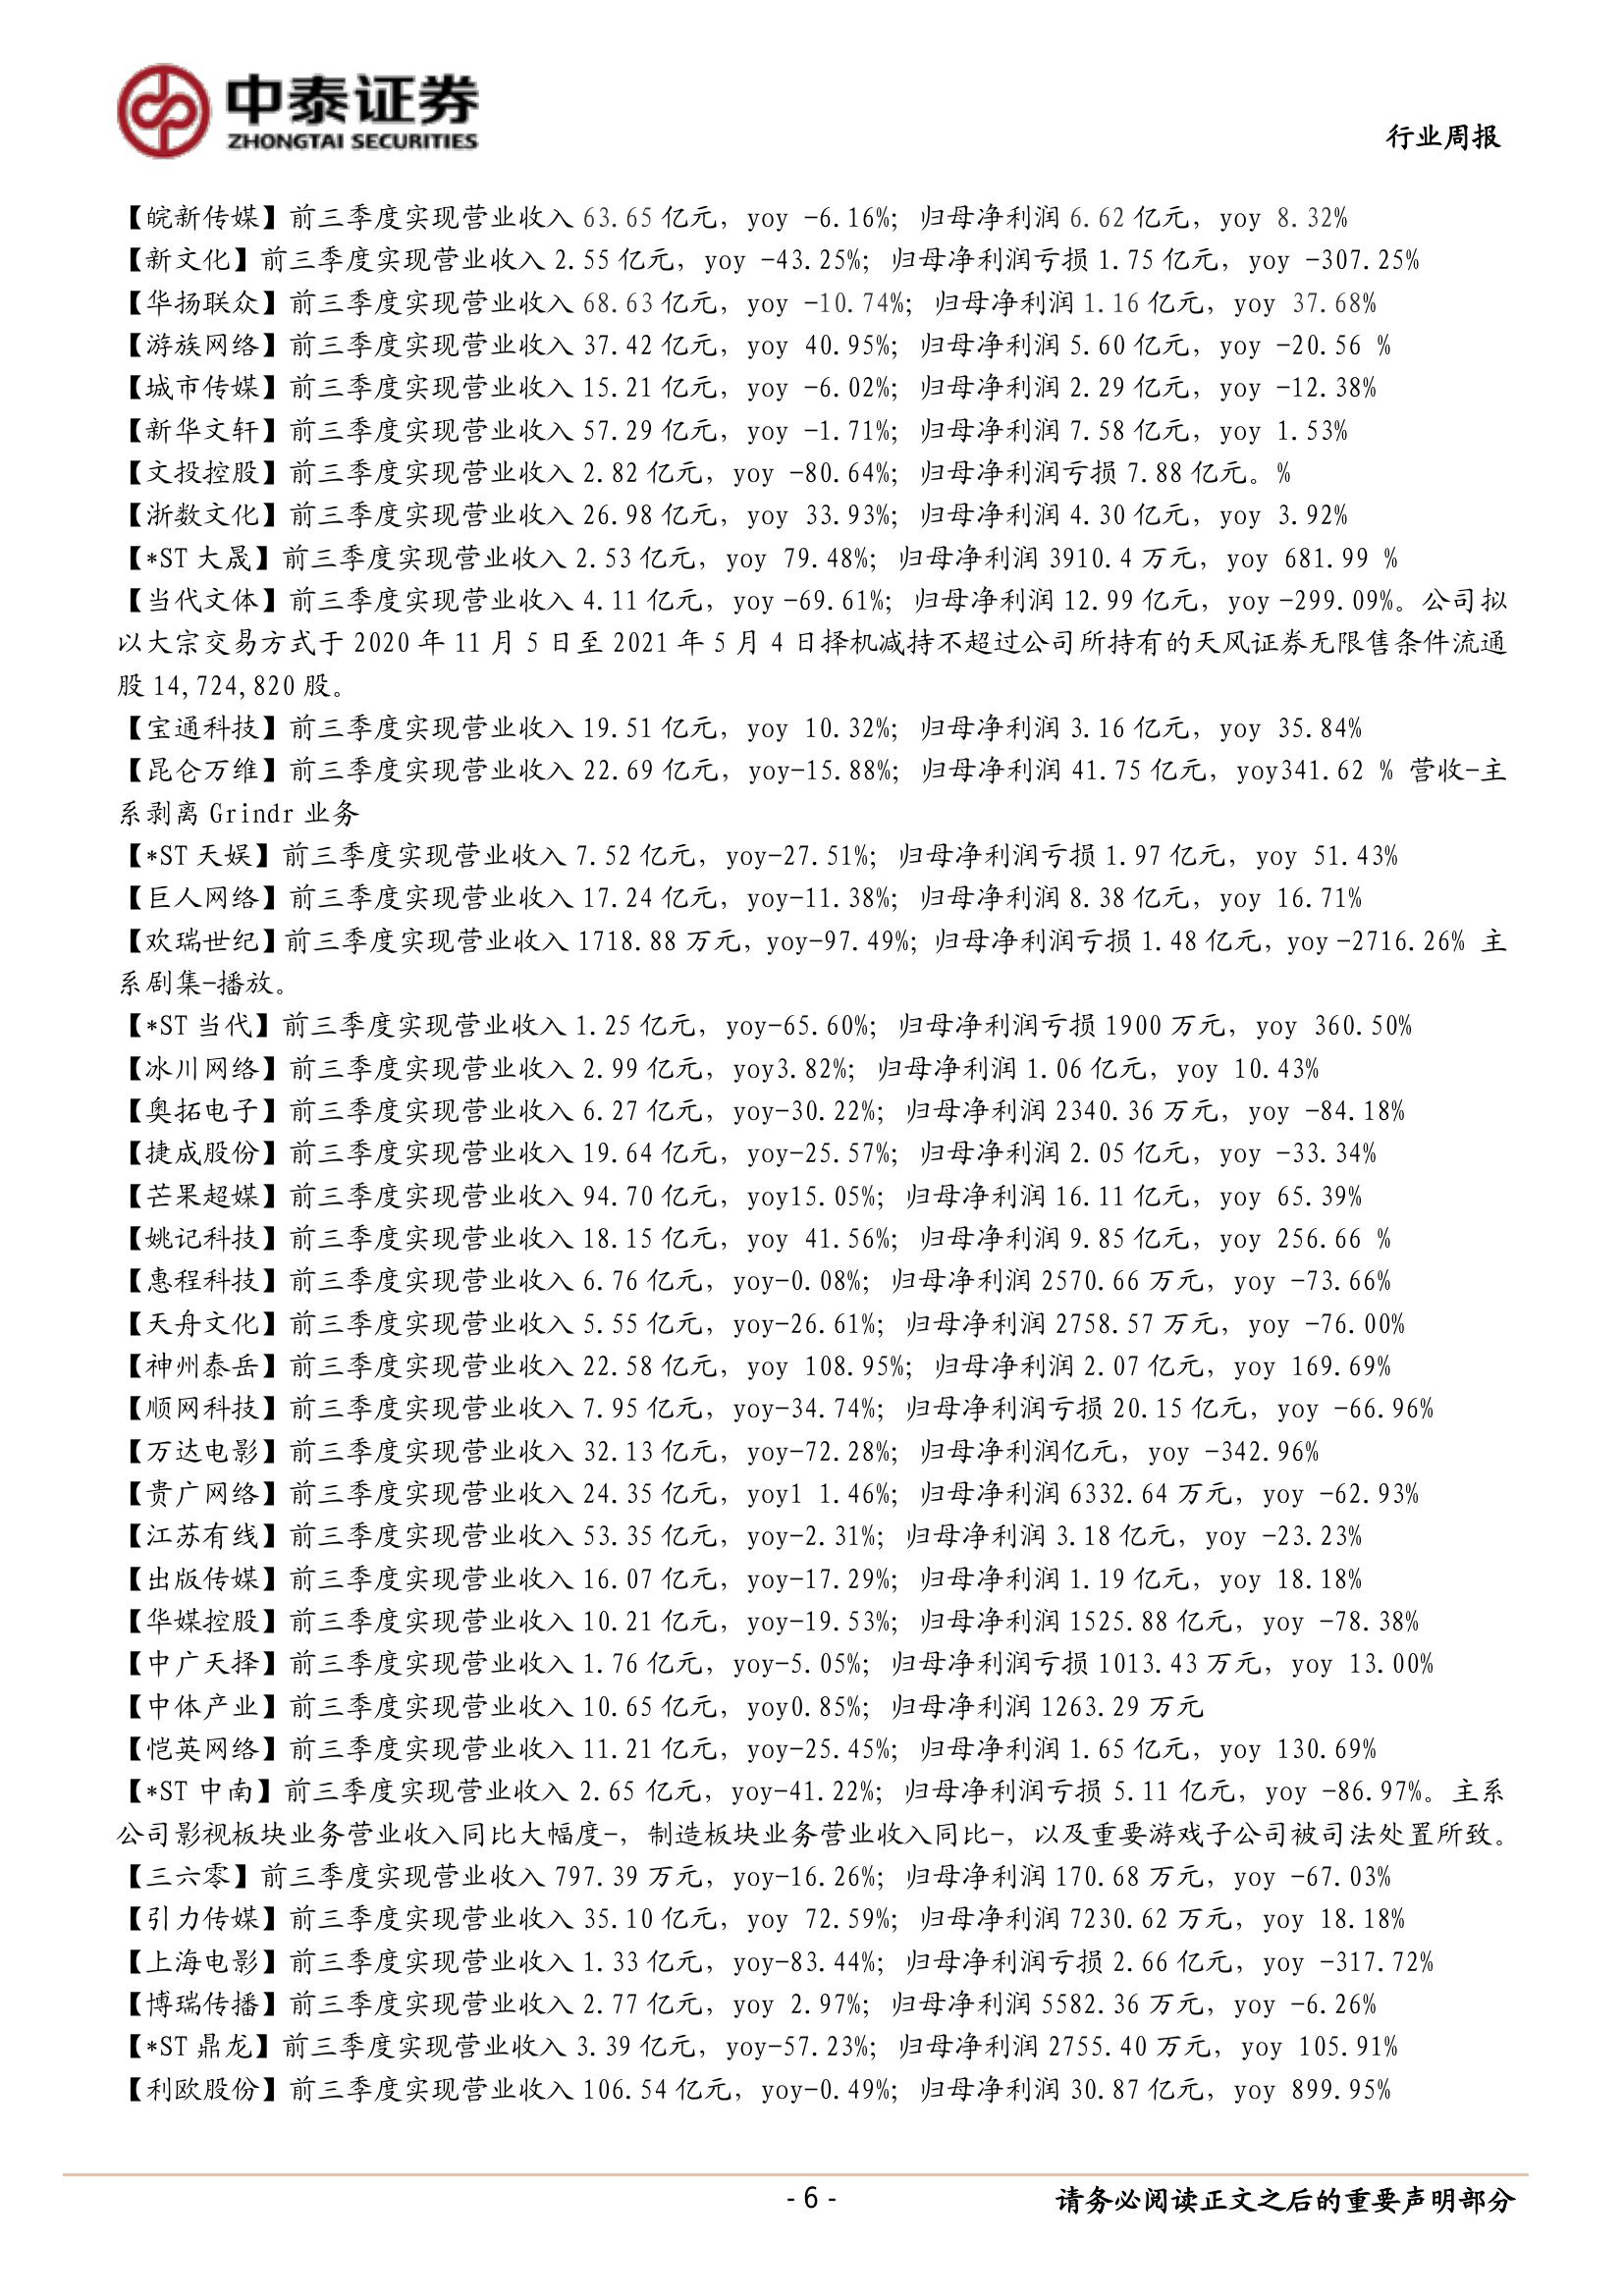 中泰证券
ZHONGTAI SECURITIES
行业周报
【皖新传媒】前三季度实现营业收入 63.65 亿元，yoy -6.16%；归母净利润 6.62 亿元，yoy 8.32%
【新文化】前三季度实现营业收入 2.55 亿元，yoy -43.25%；归母净利润亏损 1.75 亿元，yoy -307.25%
【华扬联众】前三季度实现营业收入 68.63 亿元，yoy -10.74%；归母净利润 1.16 亿元，yoy 37.68%
【游族网络】前三季度实现营业收入 37.42 亿元，yoy 40.95%；归母净利润 5.60 亿元，yoy -20.56 %
【城市传媒】前三季度实现营业收入 15.21 亿元，yoy -6.02%；归母净利润 2.29 亿元，yoy -12.38%
【新华文轩】前三季度实现营业收入 57.29 亿元，yoy -1.71%；归母净利润 7.58 亿元，yoy 1.53%
【文投控股】前三季度实现营业收入 2.82 亿元，yoy -80.64%；归母净利润亏损 7.88 亿元。%
【浙数文化】前三季度实现营业收入 26.98 亿元，yoy 33.93%；归母净利润 4.30 亿元，yoy 3.92%
【*ST 大晟】前三季度实现营业收入 2.53 亿元，yoy 79.48%；归母净利润 3910.4 万元，yoy 681.99 %
【当代文体】前三季度实现营业收入 4.11 亿元，yoy -69.61%；归母净利润 12.99 亿元，yoy -299.09%。公司拟
以大宗交易方式于 2020 年 11 月 5 日至 2021 年 5 月 4 日择机减持不超过公司所持有的天风证券无限售条件流通
股 14,724,820 股。
【宝通科技】前三季度实现营业收入 19.51 亿元，yoy 10.32%；归母净利润 3.16 亿元，yoy 35.84%
【昆仑万维】前三季度实现营业收入 22.69 亿元，yoy-15.88%；归母净利润 41.75 亿元，yoy341.62 % 营收-主
系剥离 Grindr 业务
【*ST 天娱】前三季度实现营业收入 7.52 亿元，yoy-27.51%；归母净利润亏损 1.97 亿元，yoy 51.43%
【巨人网络】前三季度实现营业收入 17.24 亿元，yoy-11.38%；归母净利润 8.38 亿元，yoy 16.71%
【欢瑞世纪】前三季度实现营业收入 1718.88 万元，yoy-97.49%；归母净利润亏损 1.48 亿元，yoy -2716.26% 主
系剧集-播放。
【*ST 当代】前三季度实现营业收入 1.25 亿元，yoy-65.60%；归母净利润亏损 1900 万元，yoy 360.50%
【冰川网络】前三季度实现营业收入 2.99 亿元，yoy3.82%；归母净利润 1.06 亿元，yoy 10.43%
【奥拓电子】前三季度实现营业收入 6.27 亿元，yoy-30.22%；归母净利润 2340.36 万元，yoy -84.18%
【捷成股份】前三季度实现营业收入 19.64 亿元，yoy-25.57%；归母净利润 2.05 亿元，yoy -33.34%
【芒果超媒】前三季度实现营业收入 94.70 亿元，yoy15.05%；归母净利润 16.11 亿元，yoy 65.39%
【姚记科技】前三季度实现营业收入 18.15 亿元，yoy 41.56%；归母净利润 9.85 亿元，yoy 256.66 %
【惠程科技】前三季度实现营业收入 6.76 亿元，yoy-0.08%；归母净利润 2570.66 万元，yoy -73.66%
【天舟文化】前三季度实现营业收入 5.55 亿元，yoy-26.61%；归母净利润 2758.57 万元，yoy -76.00%
【神州泰岳】前三季度实现营业收入 22.58 亿元，yoy 108.95%；归母净利润 2.07 亿元，yoy 169.69%
【顺网科技】前三季度实现营业收入 7.95 亿元，yoy-34.74%；归母净利润亏损 20.15 亿元，yoy -66.96%
【万达电影】前三季度实现营业收入 32.13 亿元，yoy-72.28%；归母净利润亿元，yoy -342.96%
【贵广网络】前三季度实现营业收入 24.35 亿元，yoy1 1.46%；归母净利润 6332.64 万元，yoy -62.93%
【江苏有线】前三季度实现营业收入 53.35 亿元，yoy-2.31%；归母净利润 3.18 亿元，yoy -23.23%
【出版传媒】前三季度实现营业收入 16.07 亿元，yoy-17.29%；归母净利润 1.19 亿元，yoy 18.18%
【华媒控股】前三季度实现营业收入 10.21 亿元，yoy-19.53%；归母净利润 1525.88 亿元，yoy -78.38%
【中广天择】前三季度实现营业收入 1.76 亿元，yoy-5.05%；归母净利润亏损 1013.43 万元，yoy 13.00%
【中体产业】前三季度实现营业收入 10.65 亿元，yoy0.85%；归母净利润 1263.29 万元
【恺英网络】前三季度实现营业收入 11.21 亿元，yoy-25.45%；归母净利润 1.65 亿元，yoy 130.69%
【*ST 中南】前三季度实现营业收入 2.65 亿元，yoy-41.22%；归母净利润亏损 5.11 亿元，yoy -86.97%。主系
公司影视板块业务营业收入同比大幅度-，制造板块业务营业收入同比-，以及重要游戏子公司被司法处置所致。
【三六零】前三季度实现营业收入 797.39 万元，yoy-16.26%；归母净利润 170.68 万元，yoy -67.03%
【引力传媒】前三季度实现营业收入 35.10 亿元，yoy 72.59%；归母净利润 7230.62 万元，yoy 18.18%
【上海电影】前三季度实现营业收入 1.33 亿元，yoy-83.44%；归母净利润亏损 2.66 亿元，yoy -317.72%
【博瑞传播】前三季度实现营业收入 2.77 亿元，yoy 2.97%；归母净利润 5582.36 万元，yoy -6.26%
【*ST 鼎龙】前三季度实现营业收入 3.39 亿元，yoy-57.23%；归母净利润 2755.40 万元，yoy 105.91%
【利欧股份】前三季度实现营业收入 106.54 亿元，yoy-0.49%；归母净利润 30.87 亿元，yoy 899.95%
- 6 -
请务必阅读正文之后的重要声明部分